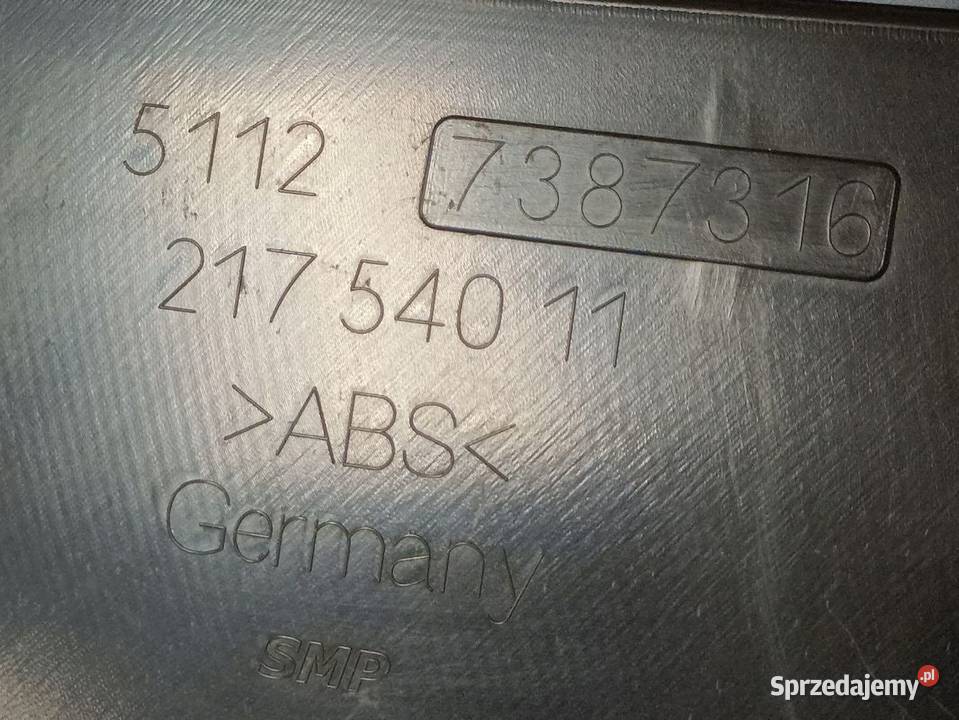 5112 7387316
217 540 11
>ABS<
Germany
SMP
Sprzedajemy.pl